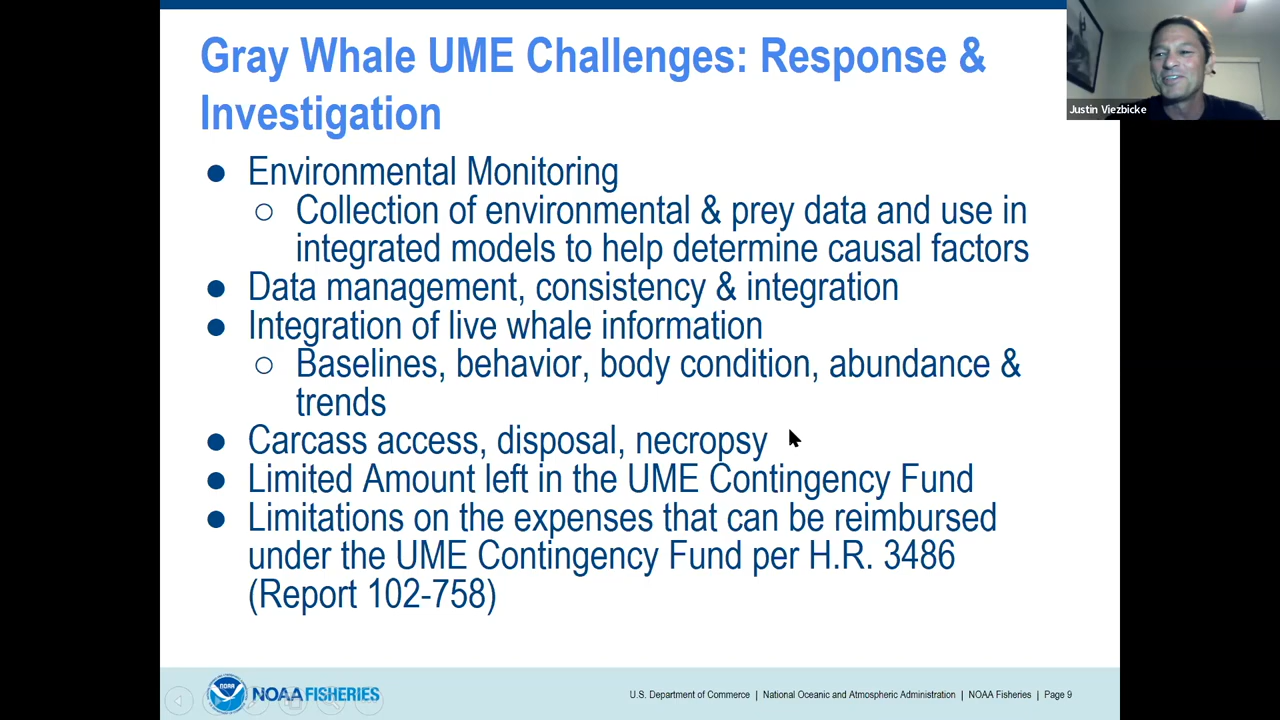 Gray Whale UME Challenges: Response &
Investigation
Justin Viezbicke
● Environmental Monitoring
○ Collection of environmental & prey data and use in
integrated models to help determine causal factors
● Data management, consistency & integration
● Integration of live whale information
○ Baselines, behavior, body condition, abundance &
trends
● Carcass access, disposal, necropsy
● Limited Amount left in the UME Contingency Fund
● Limitations on the expenses that can be reimbursed
under the UME Contingency Fund per H.R. 3486
(Report 102-758)
NOAA
NOAA FISHERIES
U.S. Department of Commerce | National Oceanic and Atmospheric Administration | NOAA Fisheries | Page 9